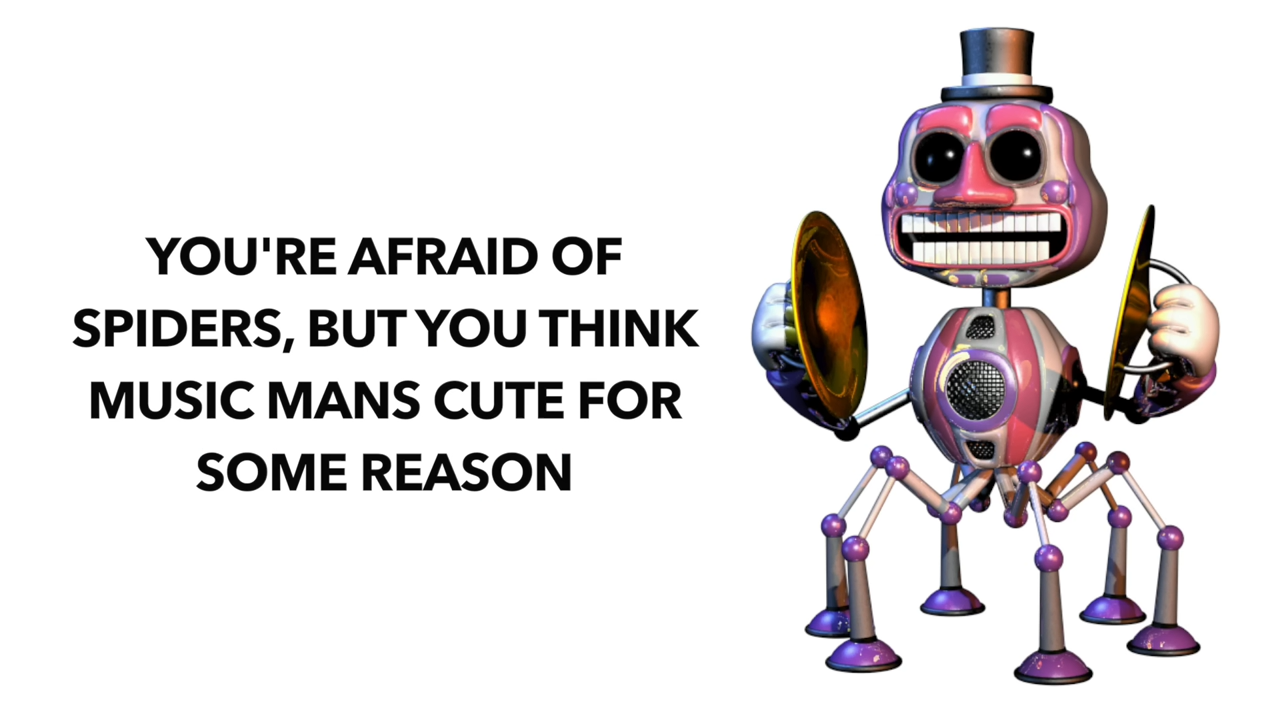 YOU'RE AFRAID OF
SPIDERS, BUT YOU THINK
MUSIC MANS CUTE FOR
SOME REASON